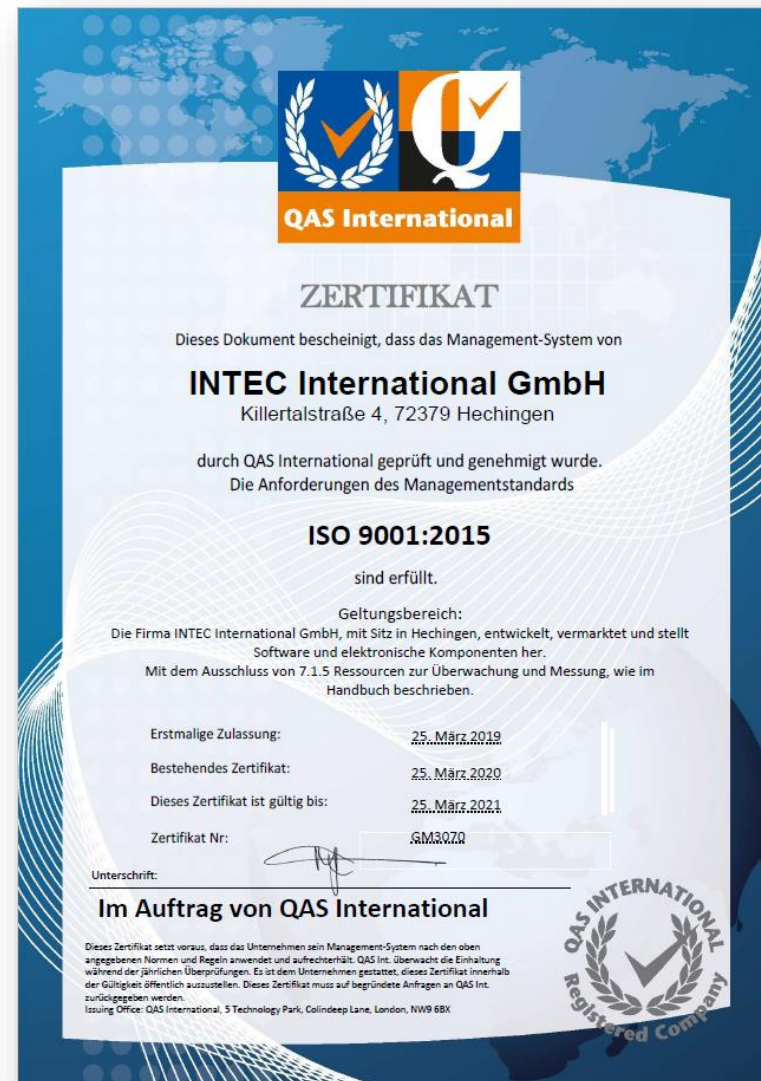 QAS International
ZERTIFIKAT
Dieses Dokument bescheinigt, dass das Management-System von
INTEC International GmbH
Killertalstraße 4, 72379 Hechingen
durch QAS International geprüft und genehmigt wurde.
Die Anforderungen des Managementstandards
ISO 9001:2015
sind erfüllt.
Geltungsbereich:
Die Firma INTEC International GmbH, mit Sitz in Hechingen, entwickelt, vermarktet und stellt
Software und elektronische Komponenten her.
Mit dem Ausschluss von 7.1.5 Ressourcen zur Überwachung und Messung, wie im
Handbuch beschrieben.
Erstmalige Zulassung: 25. März 2019
Bestehendes Zertifikat: 25. März 2020
Dieses Zertifikat ist gültig bis: 25. März 2021
Zertifikat Nr: GM3070
Unterschrift:
Im Auftrag von QAS International
Dieses Zertifikat setzt voraus, dass das Unternehmen sein Management-System nach den oben
angegebenen Normen und Regeln anwendet und aufrechterhält. QAS Int. überwacht die Einhaltung
während der jährlichen Überprüfungen. Es ist dem Unternehmen gestattet, dieses Zertifikat innerhalb
der Gültigkeit öffentlich auszustellen. Dieses Zertifikat muss auf begründete Anfragen an QAS Int.
zurückgegeben werden.
Issuing Office: QAS International, 5 Technology Park, Colindeep Lane, London, NW9 6BX
QAS INTERNATIONAL
Registered Company